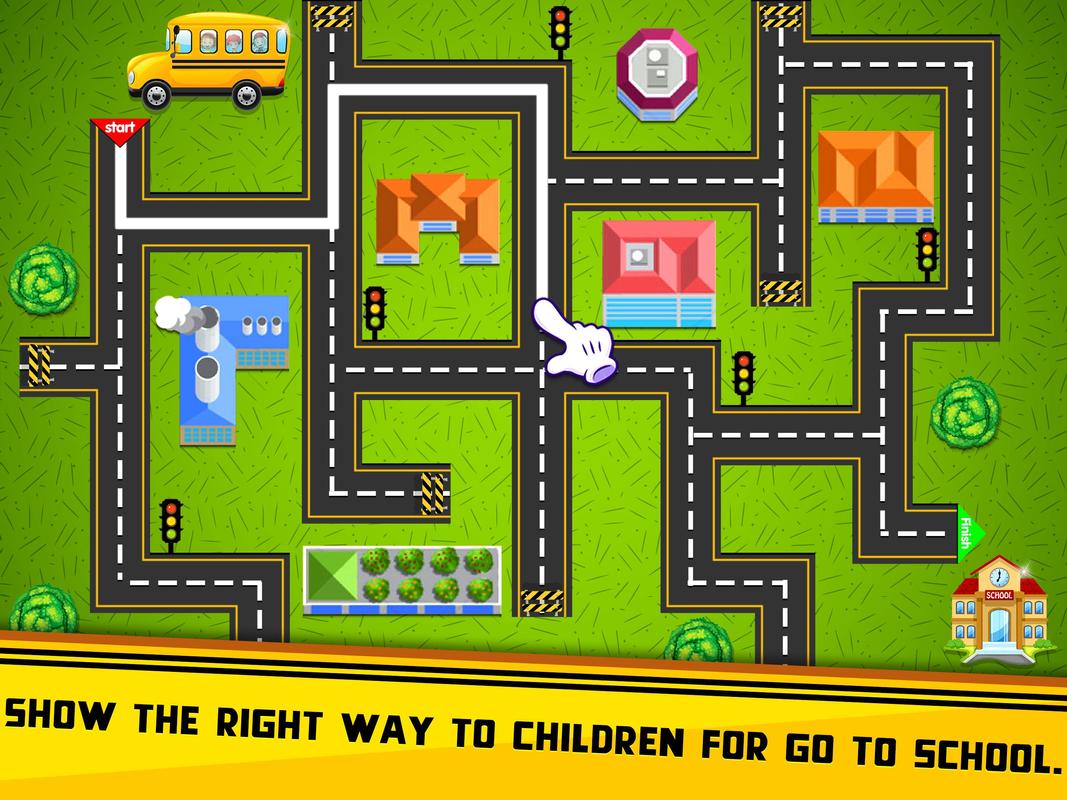 start
Finish
SCHOOL
SHOW THE RIGHT WAY TO CHILDREN FOR GO TO SCHOOL.